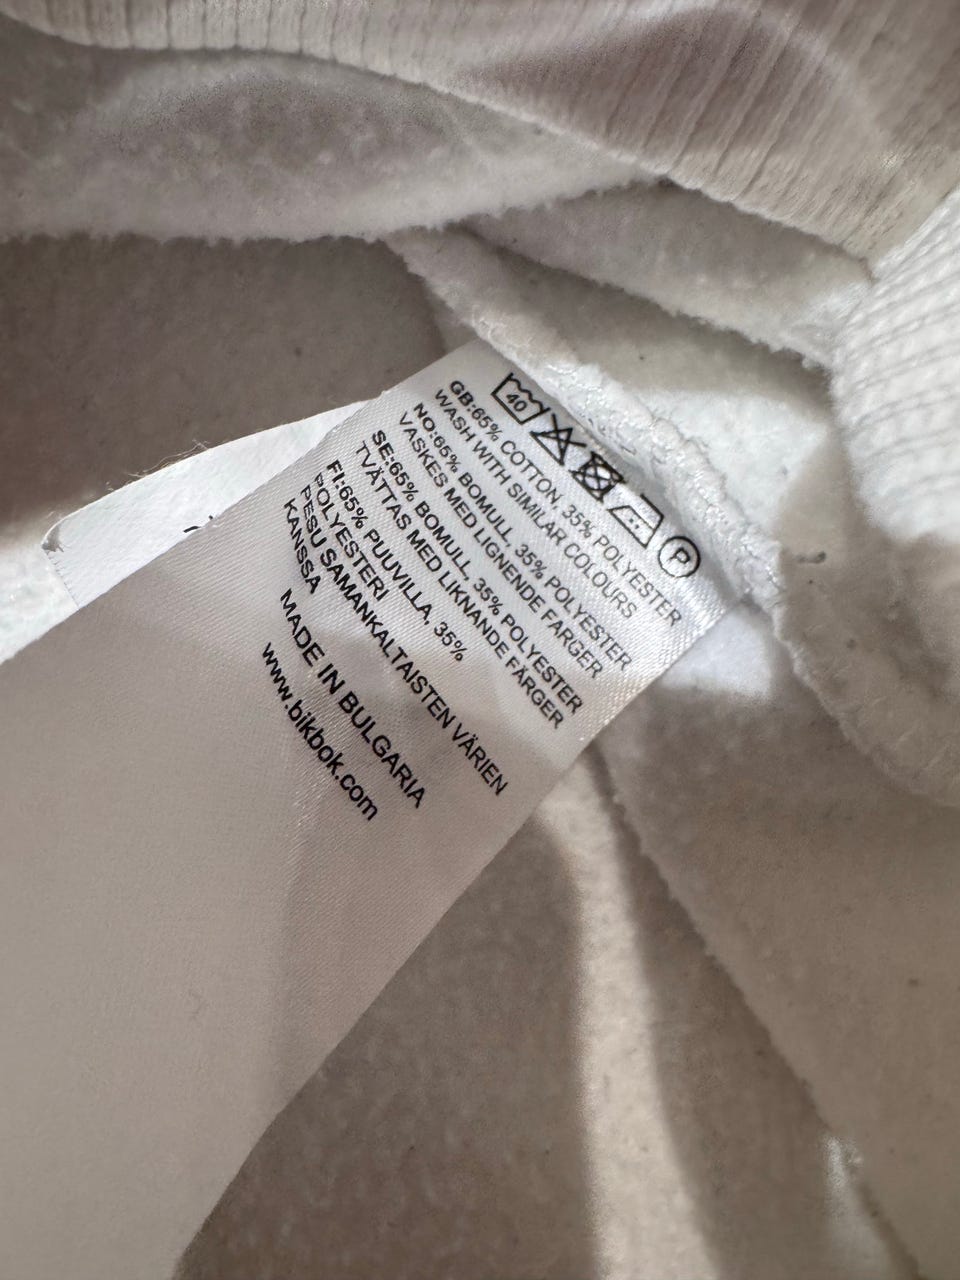 40
P
GB:65% COTTON, 35% POLYESTER
WASH WITH SIMILAR COLOURS
NO:65% BOMULL, 35% POLYESTER
VASKES MED LIGNENDE FARGER
SE:65% BOMULL, 35% POLYESTER
TVÄTTAS MED LIKNANDE FÄRGER
FI:65% PUUVILLA, 35%
POLYESTERI
PESU SAMANKALTAISTEN VÄRIEN
KANSSA
MADE IN BULGARIA
www.bikbok.com